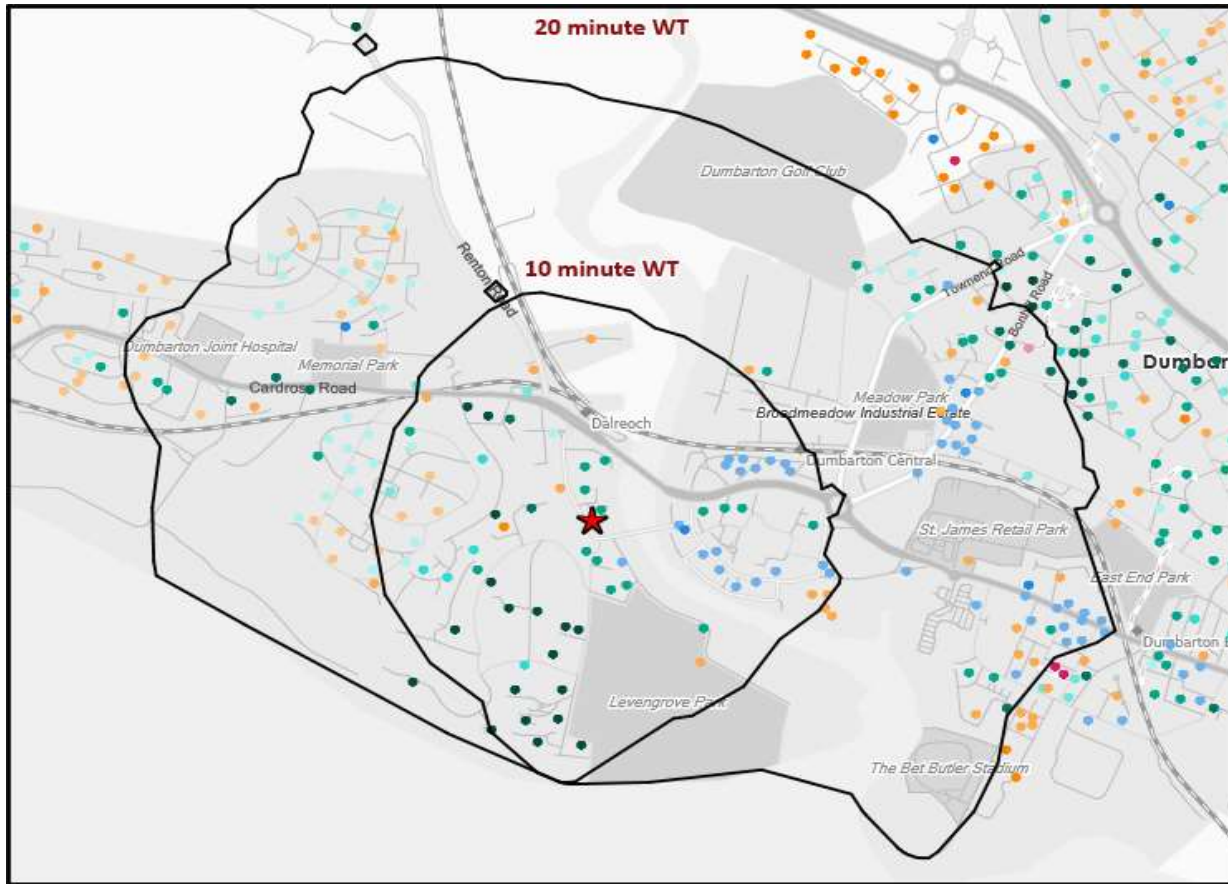 20 minute WT
Dumbarton Golf Club
10 minute WT
Renton Road
Townend Road
Bonhill Road
Dumbarton Joint Hospital
Memorial Park
Cardross Road
Dumbar
Meadow Park
Broadmeadow Industrial Estate
Dalreoch
Dumbarton Central
St. James Retail Park
East End Park
Dumbarton E
Levengrove Park
The Bet Butler Stadium